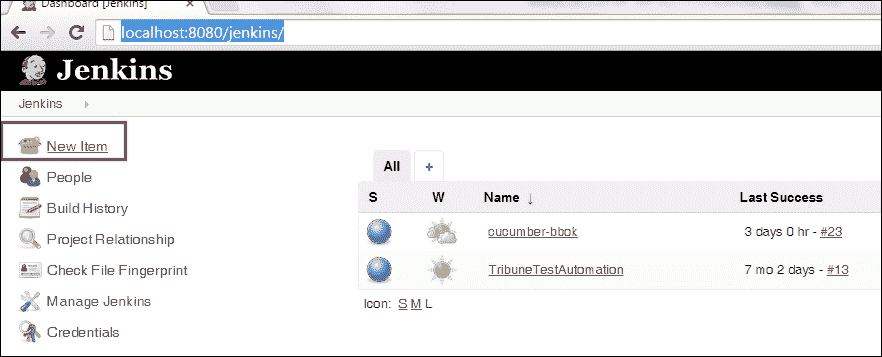 Dashboard [Jenkins]
localhost:8080/jenkins/
Jenkins
Jenkins
New Item
People
Build History
Project Relationship
Check File Fingerprint
Manage Jenkins
Credentials
All +
S W Name ↓ Last Success
cucumber-bbok 3 days 0 hr - #23
TribuneTestAutomation 7 mo 2 days - #13
Icon: S M L